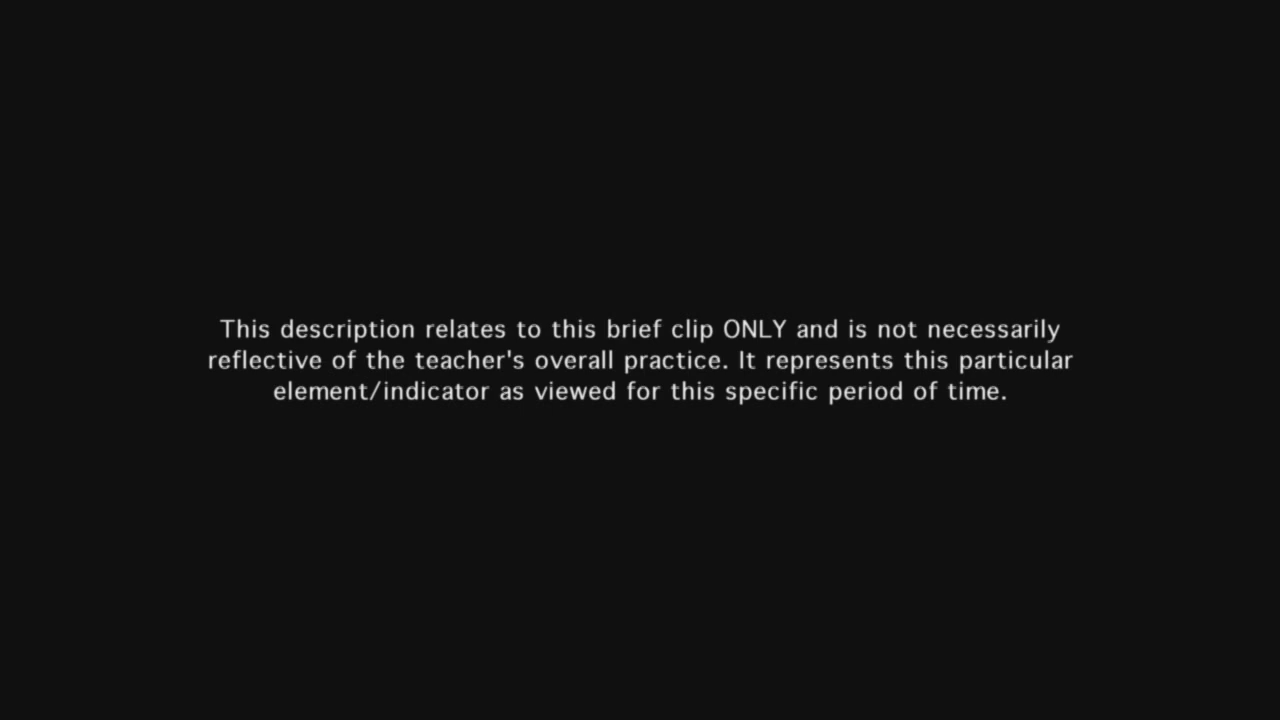 This description relates to this brief clip ONLY and is not necessarily
reflective of the teacher's overall practice. It represents this particular
element/indicator as viewed for this specific period of time.